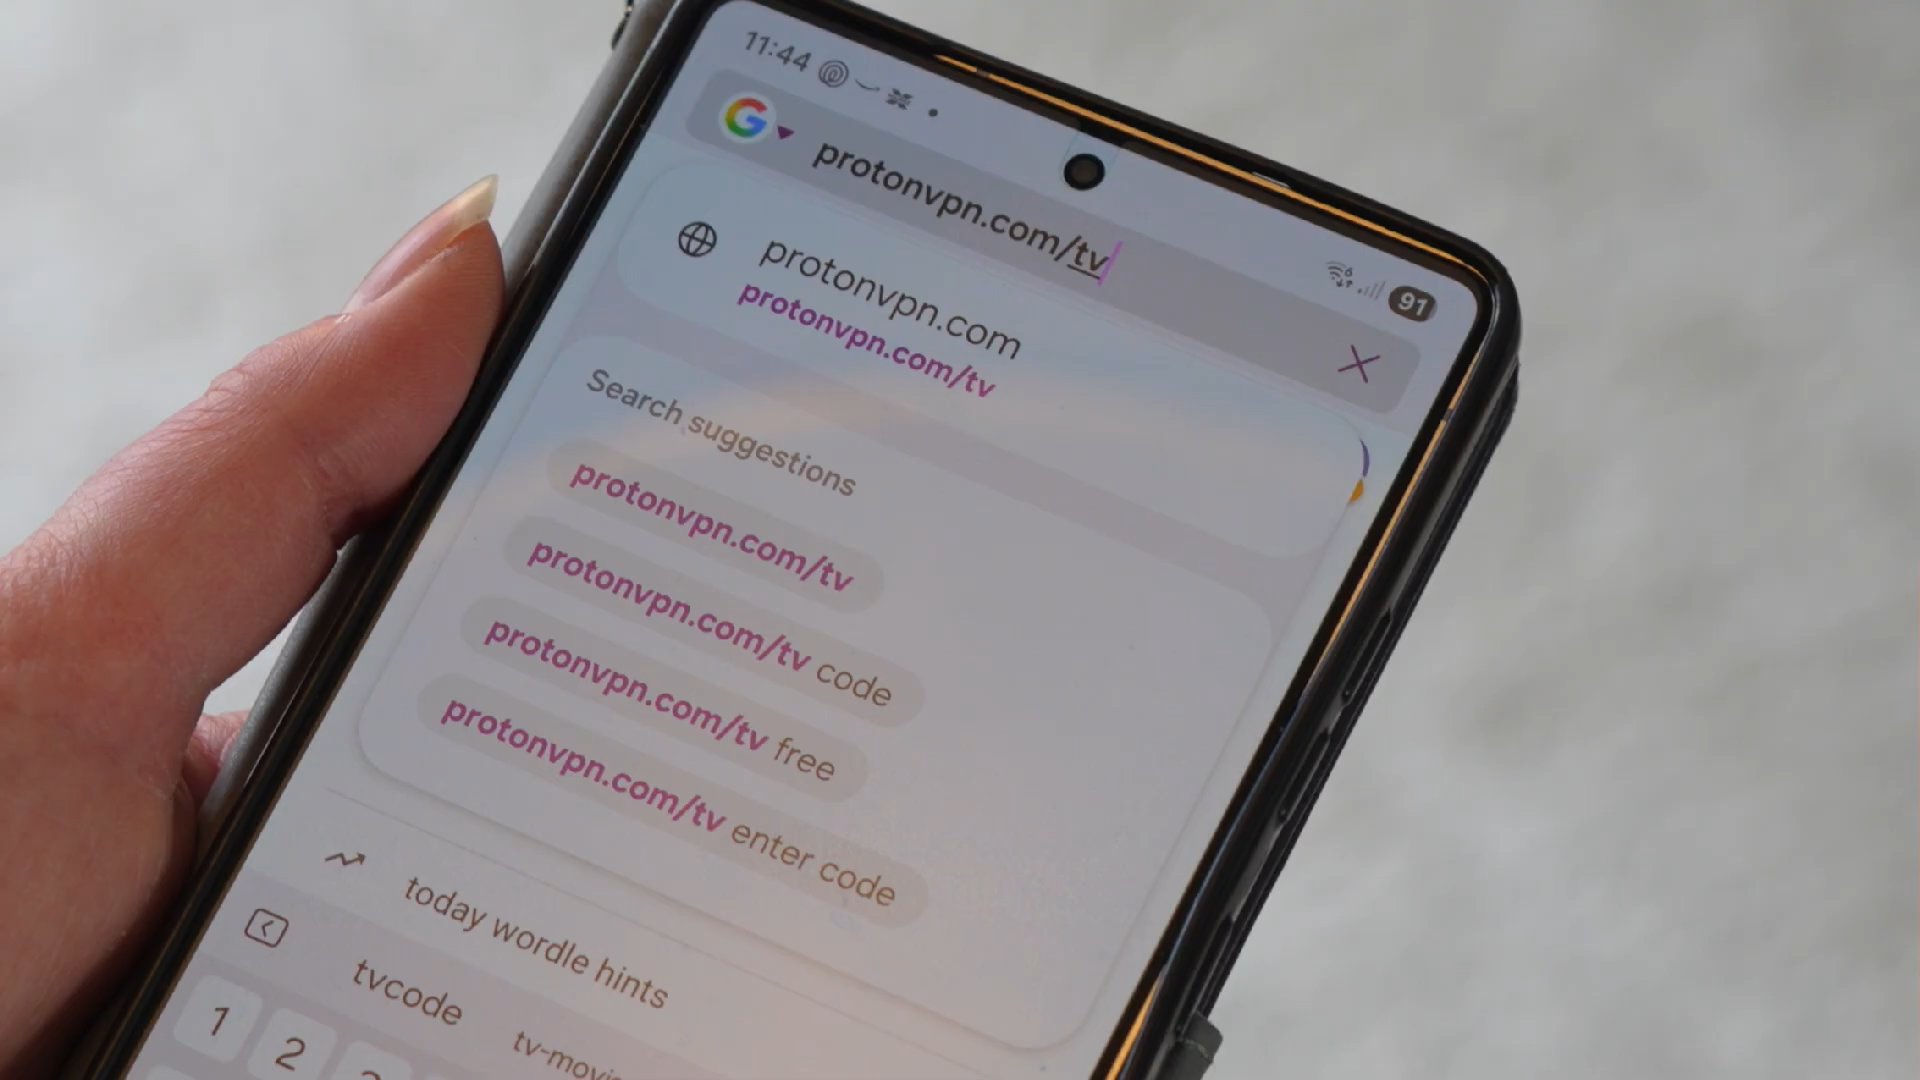 11:44
91
G protonvpn.com/tv
protonvpn.com
protonvpn.com/tv
Search suggestions
protonvpn.com/tv
protonvpn.com/tv code
protonvpn.com/tv free
protonvpn.com/tv enter code
today wordle hints
tvcode
1 2